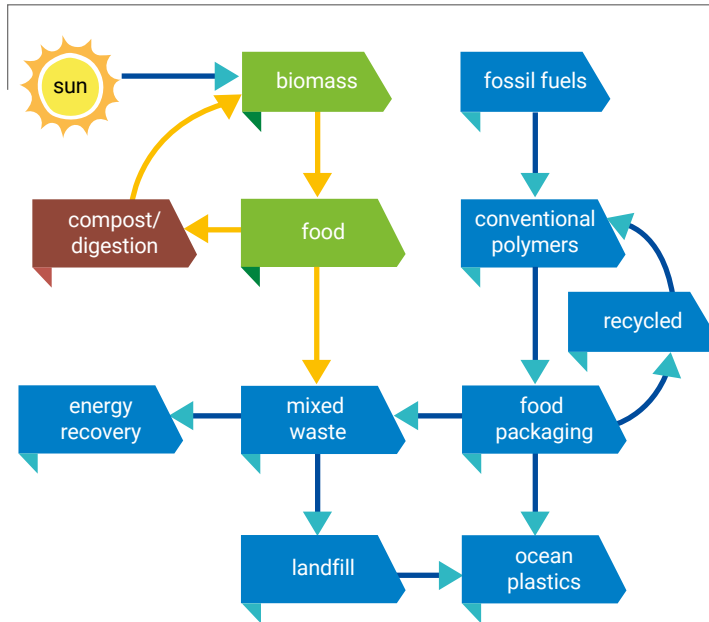 sun
biomass
fossil fuels
compost/
digestion
food
conventional
polymers
recycled
energy
recovery
mixed
waste
food
packaging
landfill
ocean
plastics